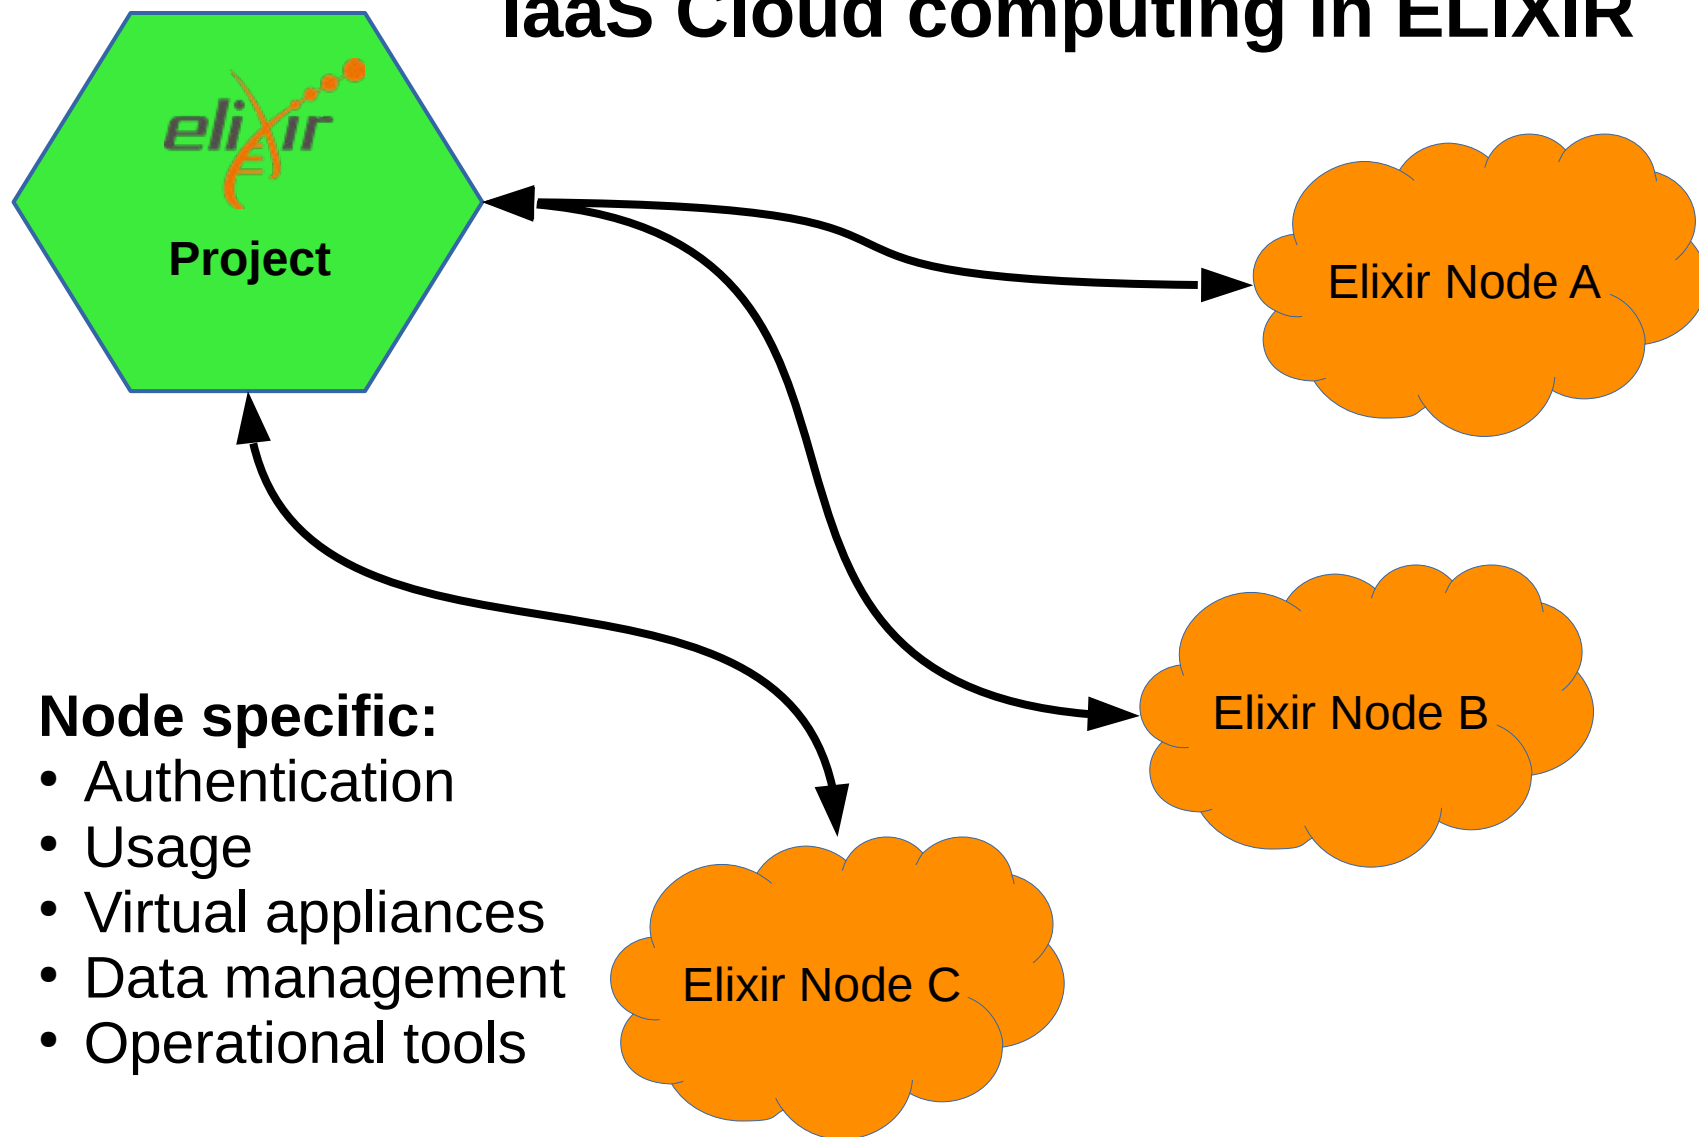 IaaS Cloud computing in ELIXIR
elixir
Project
Elixir Node A
Elixir Node B
Node specific:
• Authentication
• Usage
• Virtual appliances
• Data management
• Operational tools
Elixir Node C